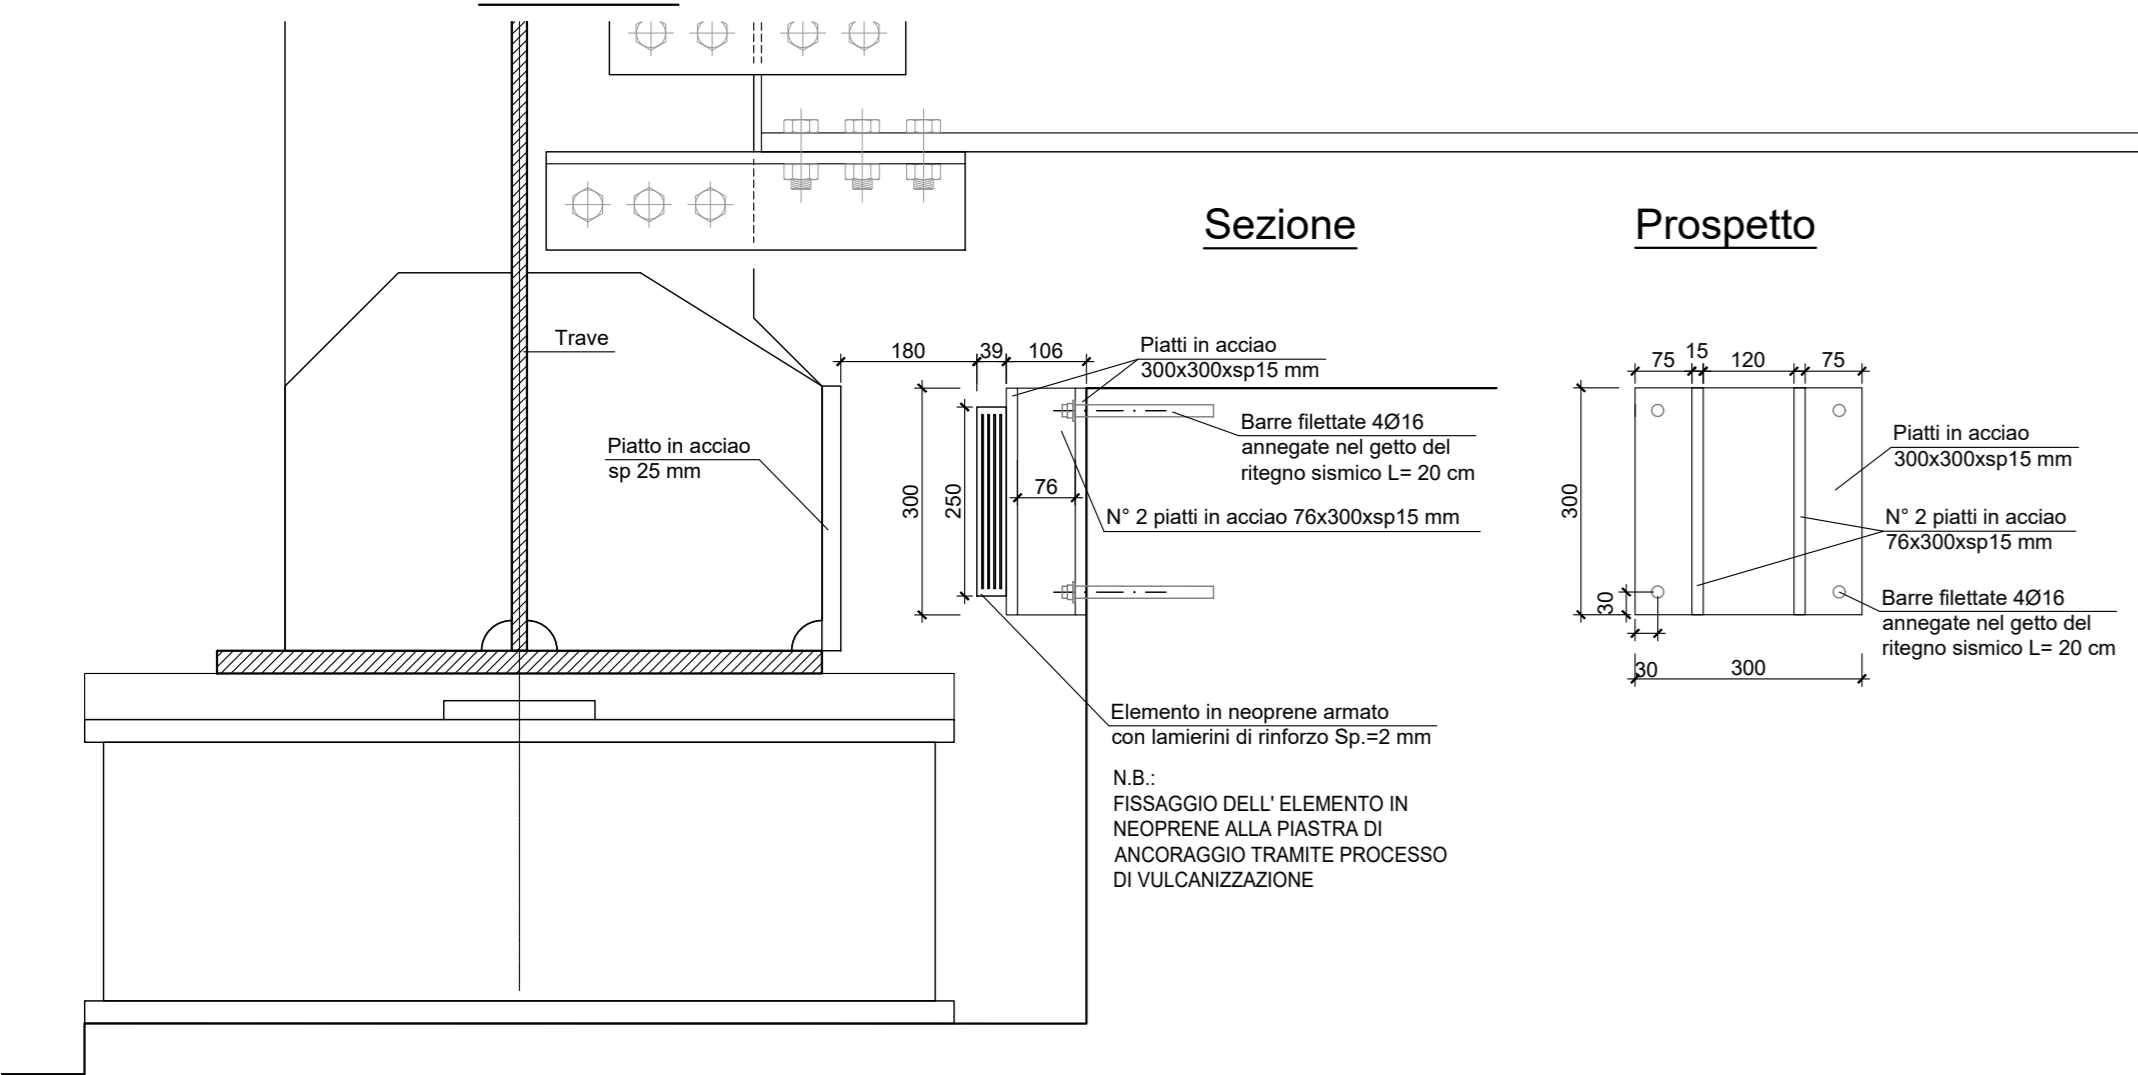 Sezione
Prospetto
Trave
Piatto in acciao
sp 25 mm
180
39
106
Piatti in acciao
300x300xsp15 mm
Barre filettate 4Ø16
annegate nel getto del
ritegno sismico L= 20 cm
300
250
76
N° 2 piatti in acciao 76x300xsp15 mm
Elemento in neoprene armato
con lamierini di rinforzo Sp.=2 mm
N.B.:
FISSAGGIO DELL' ELEMENTO IN
NEOPRENE ALLA PIASTRA DI
ANCORAGGIO TRAMITE PROCESSO
DI VULCANIZZAZIONE
75
15
120
75
300
30
30
300
Piatti in acciao
300x300xsp15 mm
N° 2 piatti in acciao
76x300xsp15 mm
Barre filettate 4Ø16
annegate nel getto del
ritegno sismico L= 20 cm